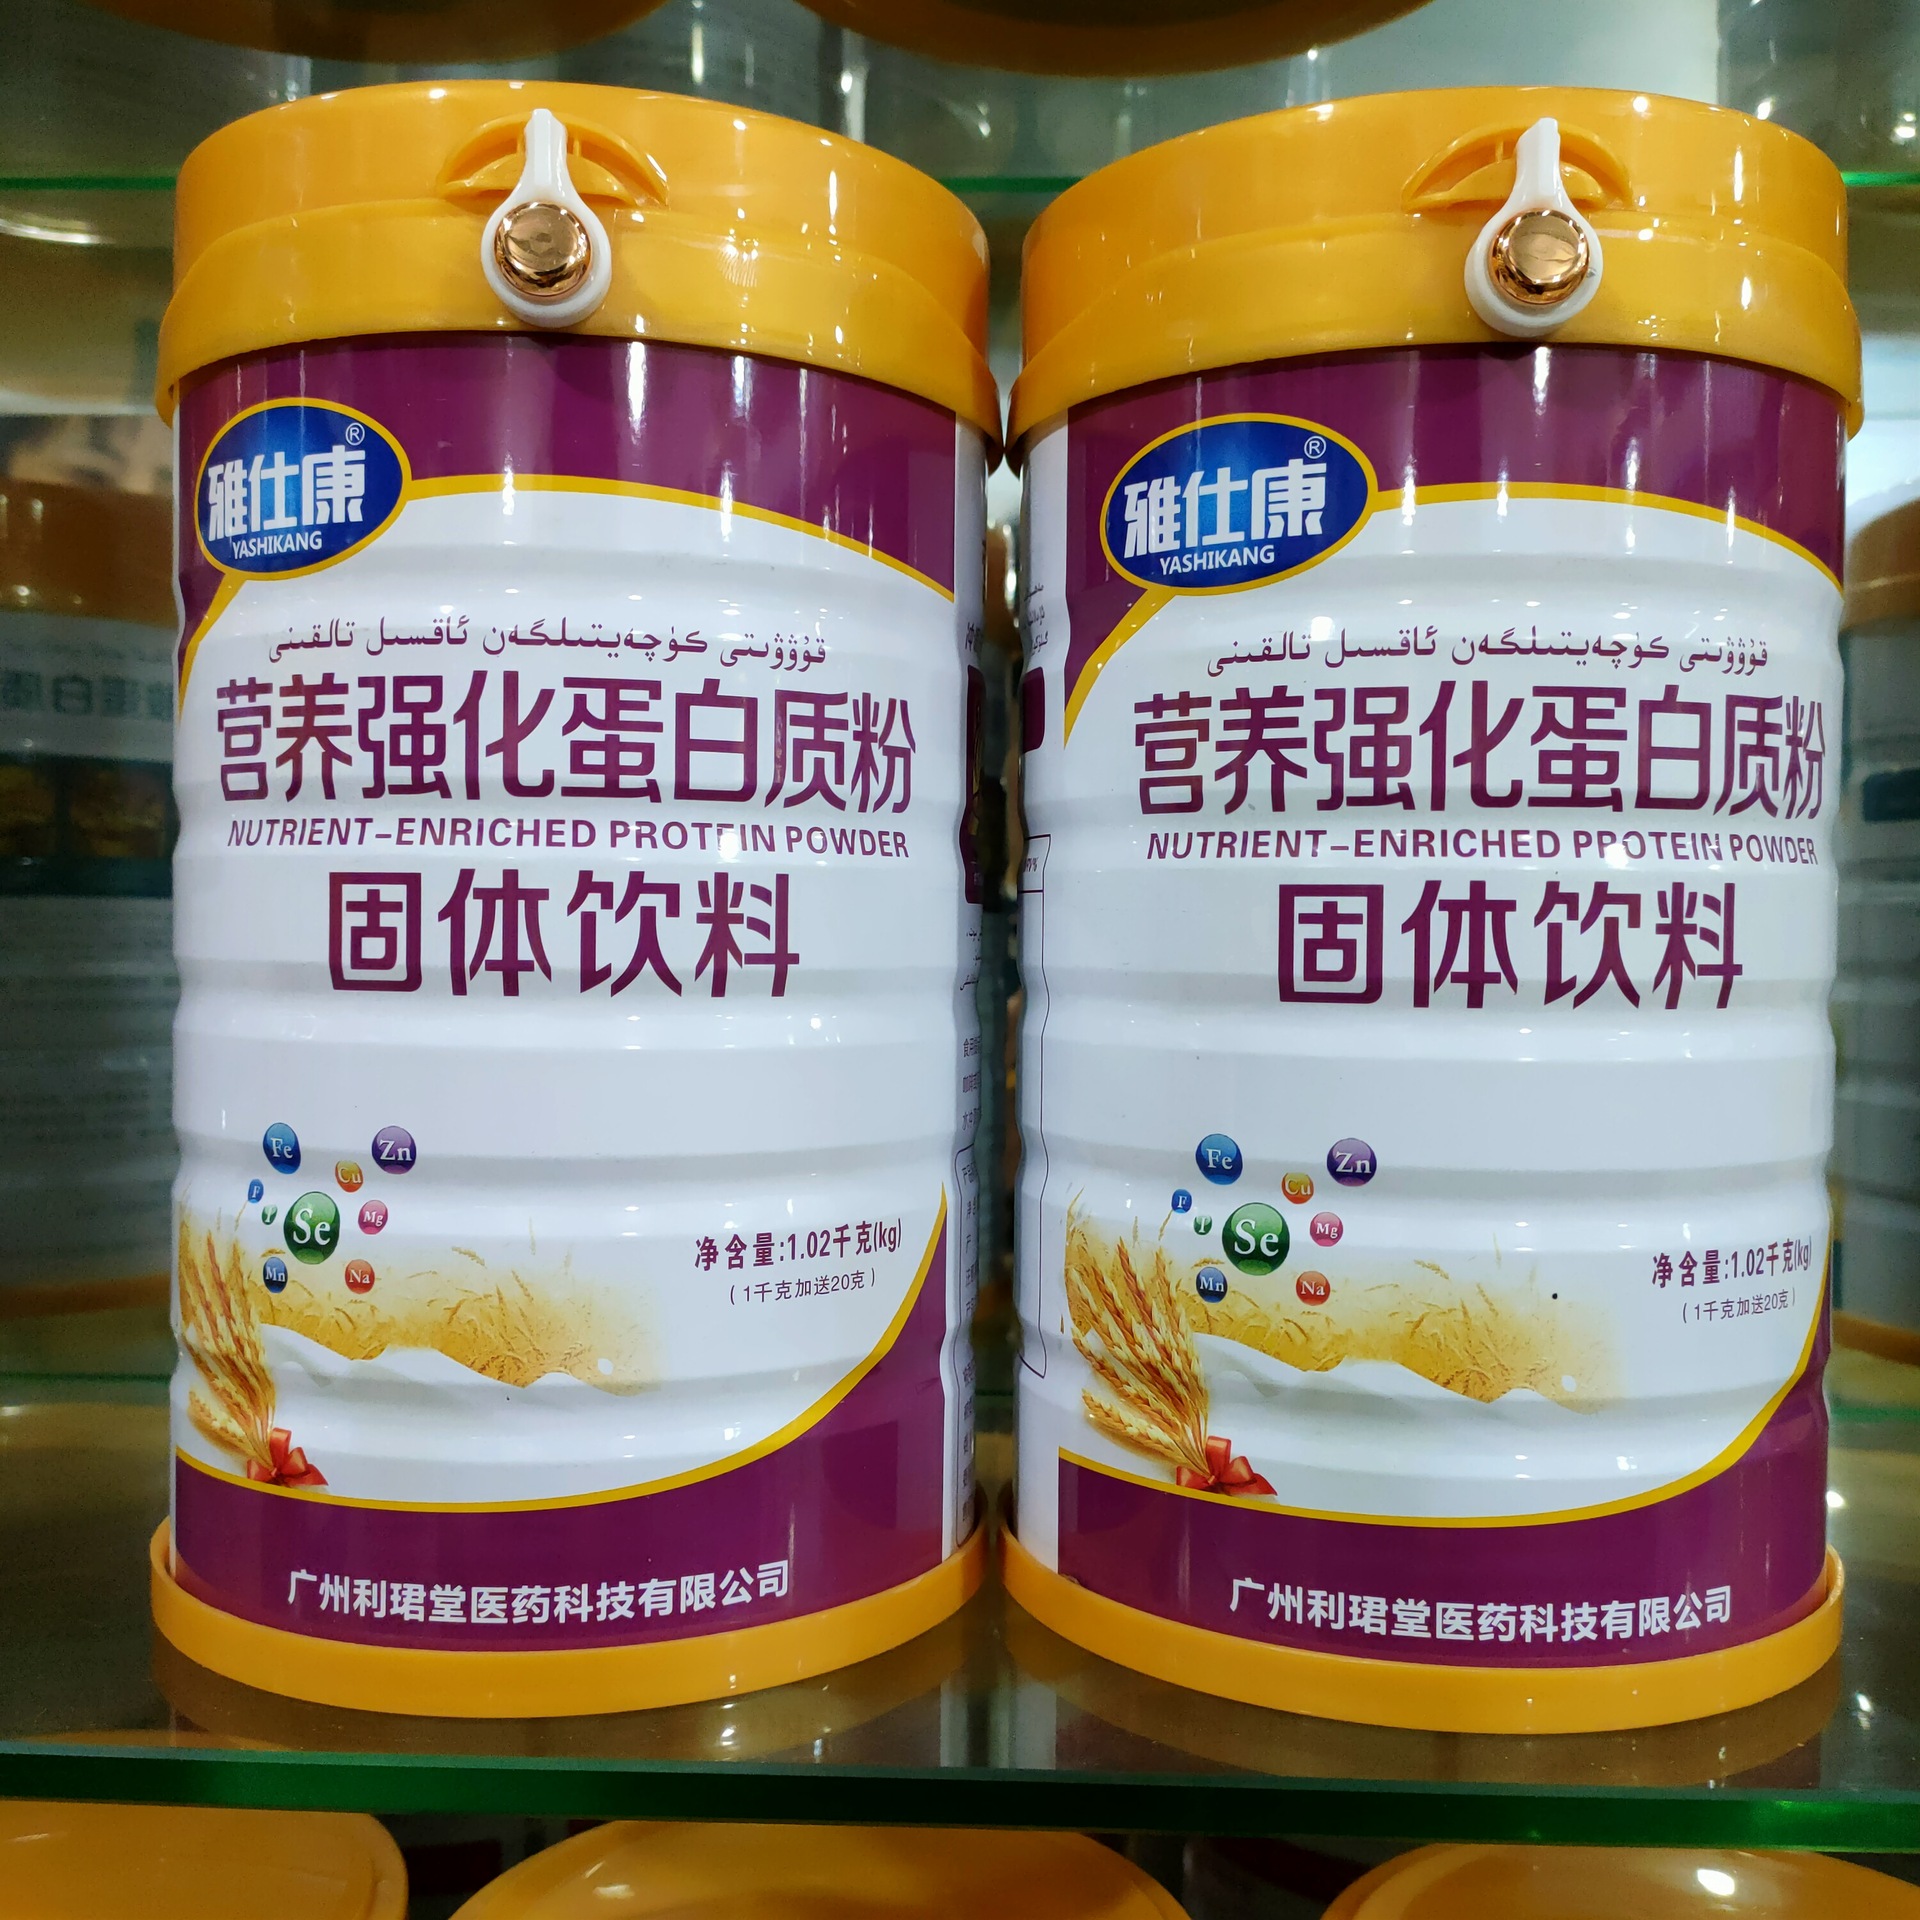 雅仕康®
YASHIKANG
قۇۋۋىتى كۈچەيتىلگەن ئاقسىل تالقىنى
营养强化蛋白质粉
NUTRIENT-ENRICHED PROTEIN POWDER
固体饮料
Fe
Zn
Cu
F
I
Se
Mg
Mn
Na
净含量:1.02千克(kg)
(1千克加送20克)
广州利珺堂医药科技有限公司
雅仕康®
YASHIKANG
قۇۋۋىتى كۈچەيتىلگەن ئاقسىل تالقىنى
营养强化蛋白质粉
NUTRIENT-ENRICHED PROTEIN POWDER
固体饮料
Fe
Zn
Cu
F
I
Se
Mg
Mn
Na
净含量:1.02千克(kg)
(1千克加送20克)
广州利珺堂医药科技有限公司